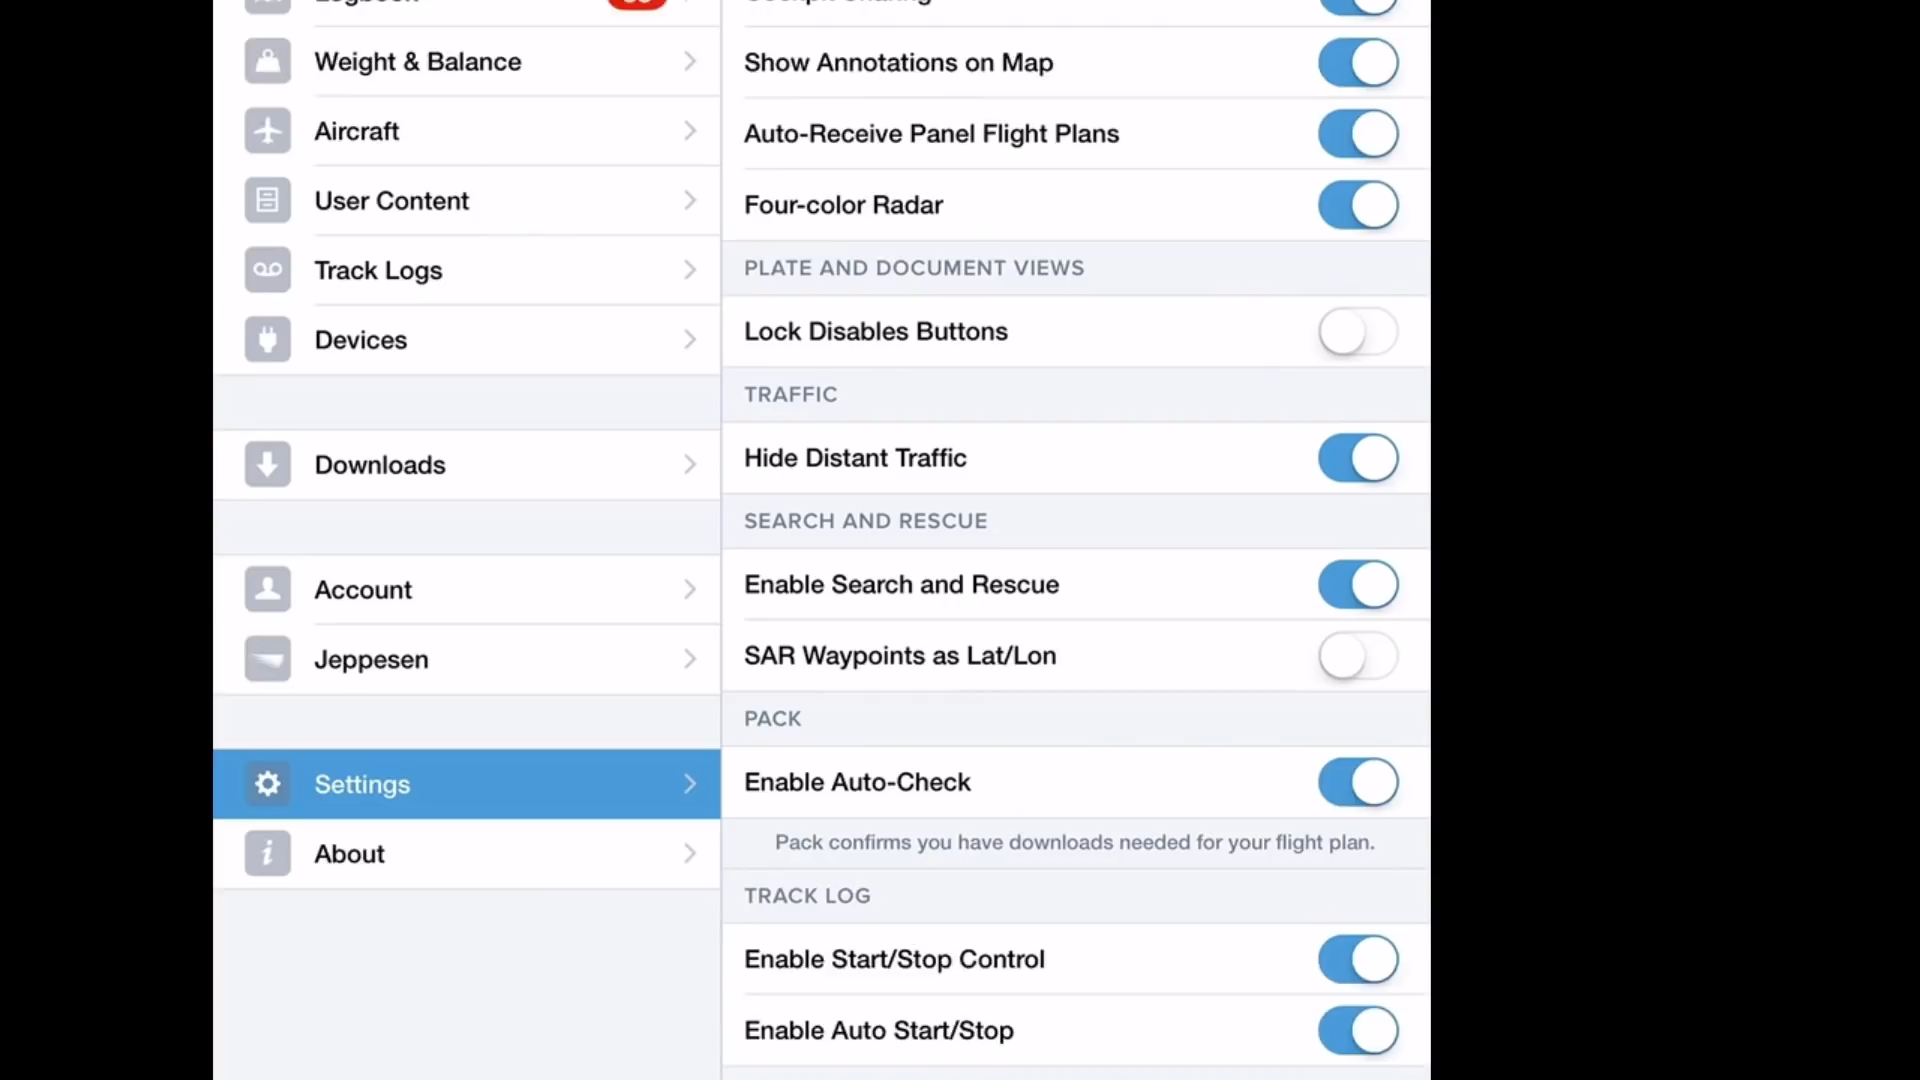 Weight & Balance
Aircraft
User Content
Track Logs
Devices
Downloads
Account
Jeppesen
Settings
About
Show Annotations on Map
Auto-Receive Panel Flight Plans
Four-color Radar
PLATE AND DOCUMENT VIEWS
Lock Disables Buttons
TRAFFIC
Hide Distant Traffic
SEARCH AND RESCUE
Enable Search and Rescue
SAR Waypoints as Lat/Lon
PACK
Enable Auto-Check
Pack confirms you have downloads needed for your flight plan.
TRACK LOG
Enable Start/Stop Control
Enable Auto Start/Stop